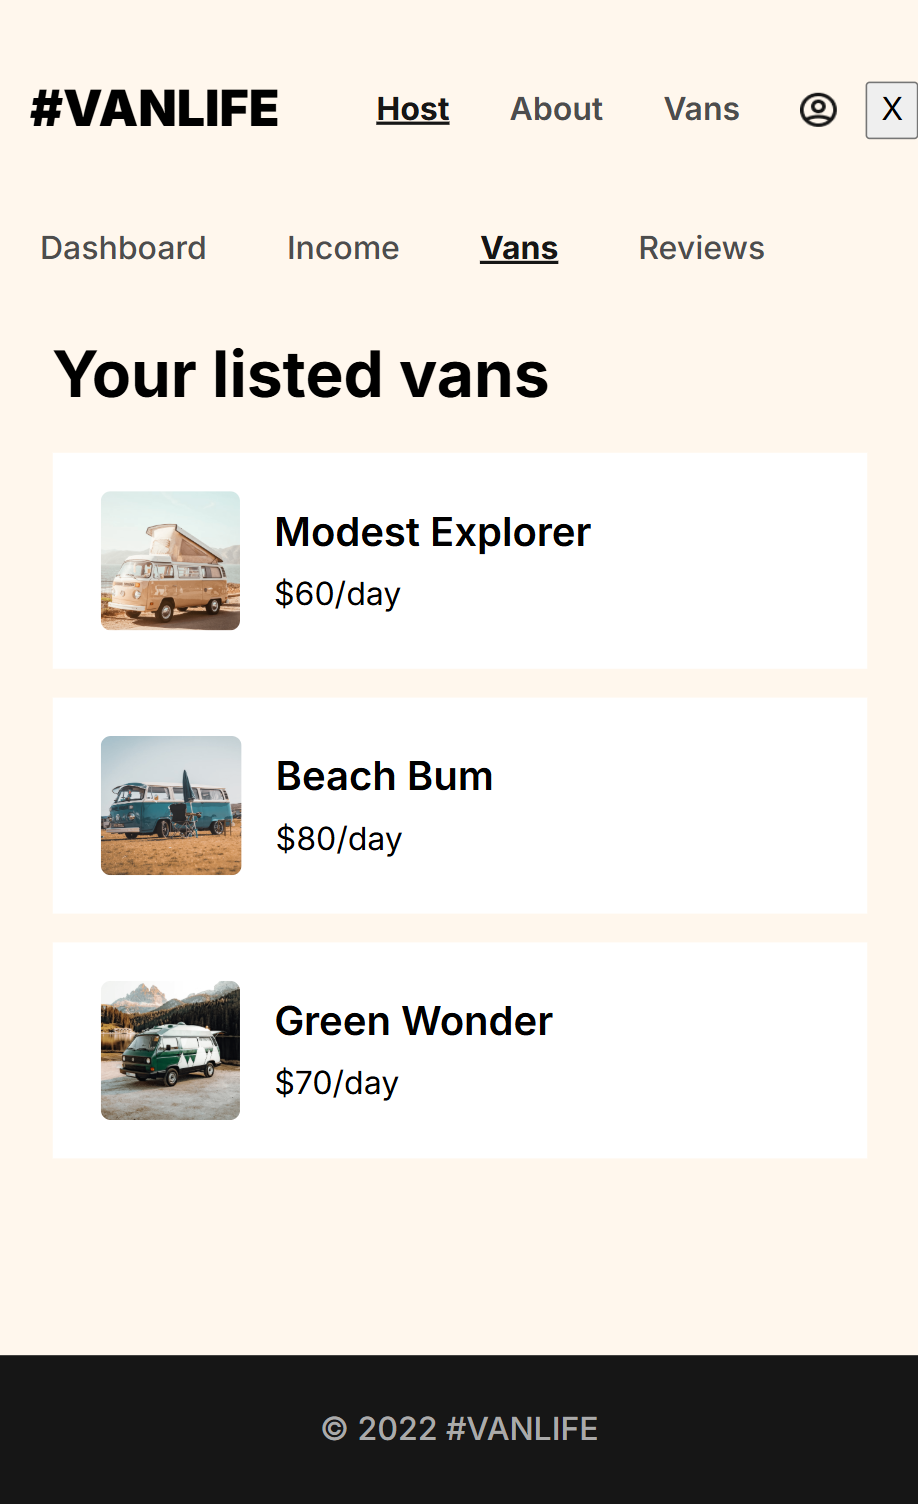 #VANLIFE Host About Vans X
Dashboard Income Vans Reviews
Your listed vans
Modest Explorer
$60/day
Beach Bum
$80/day
Green Wonder
$70/day
© 2022 #VANLIFE